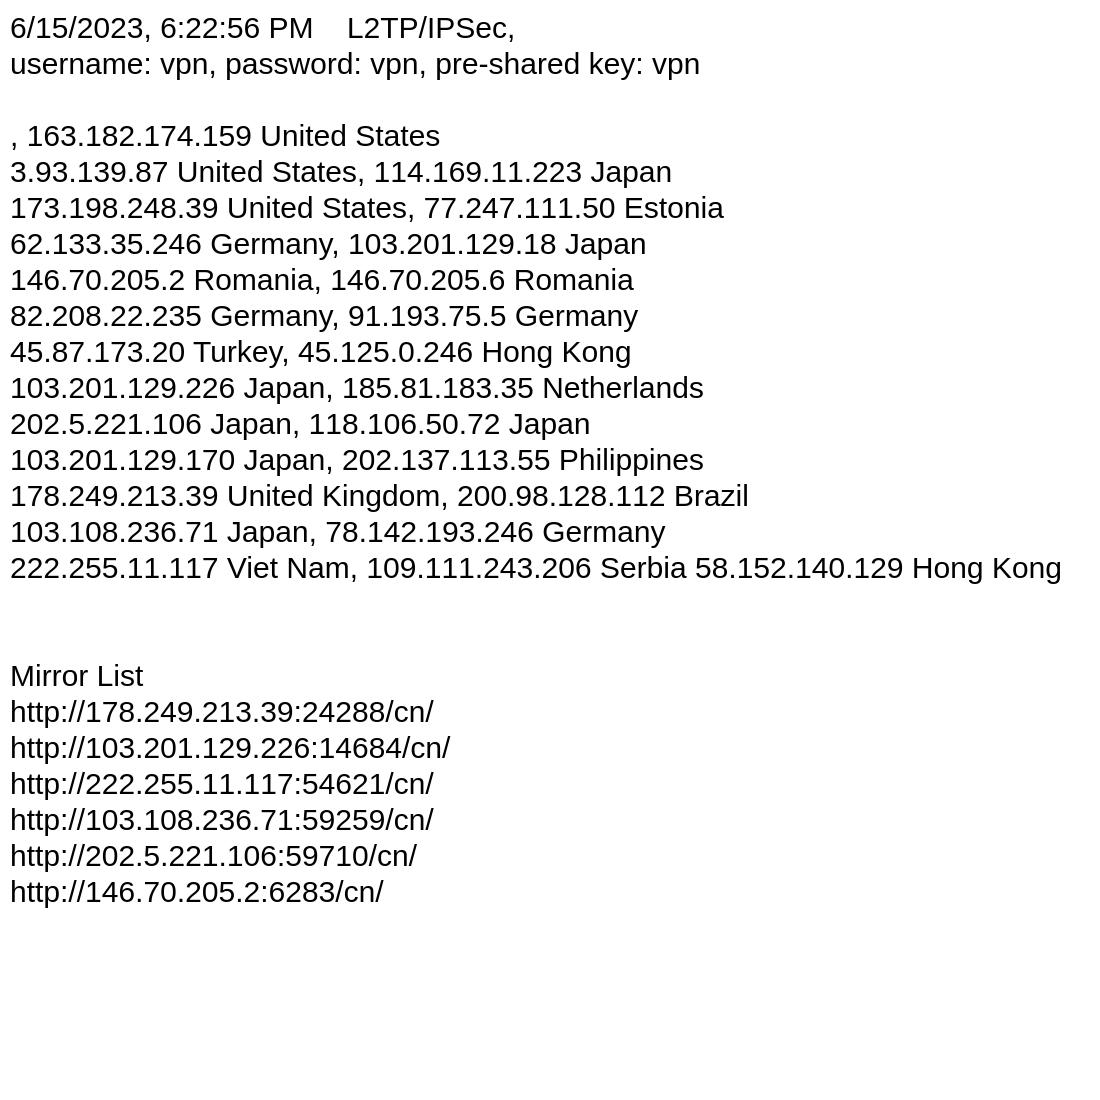 6/15/2023, 6:22:56 PM    L2TP/IPSec,
username: vpn, password: vpn, pre-shared key: vpn
, 163.182.174.159 United States
3.93.139.87 United States, 114.169.11.223 Japan
173.198.248.39 United States, 77.247.111.50 Estonia
62.133.35.246 Germany, 103.201.129.18 Japan
146.70.205.2 Romania, 146.70.205.6 Romania
82.208.22.235 Germany, 91.193.75.5 Germany
45.87.173.20 Turkey, 45.125.0.246 Hong Kong
103.201.129.226 Japan, 185.81.183.35 Netherlands
202.5.221.106 Japan, 118.106.50.72 Japan
103.201.129.170 Japan, 202.137.113.55 Philippines
178.249.213.39 United Kingdom, 200.98.128.112 Brazil
103.108.236.71 Japan, 78.142.193.246 Germany
222.255.11.117 Viet Nam, 109.111.243.206 Serbia 58.152.140.129 Hong Kong
Mirror List
http://178.249.213.39:24288/cn/
http://103.201.129.226:14684/cn/
http://222.255.11.117:54621/cn/
http://103.108.236.71:59259/cn/
http://202.5.221.106:59710/cn/
http://146.70.205.2:6283/cn/